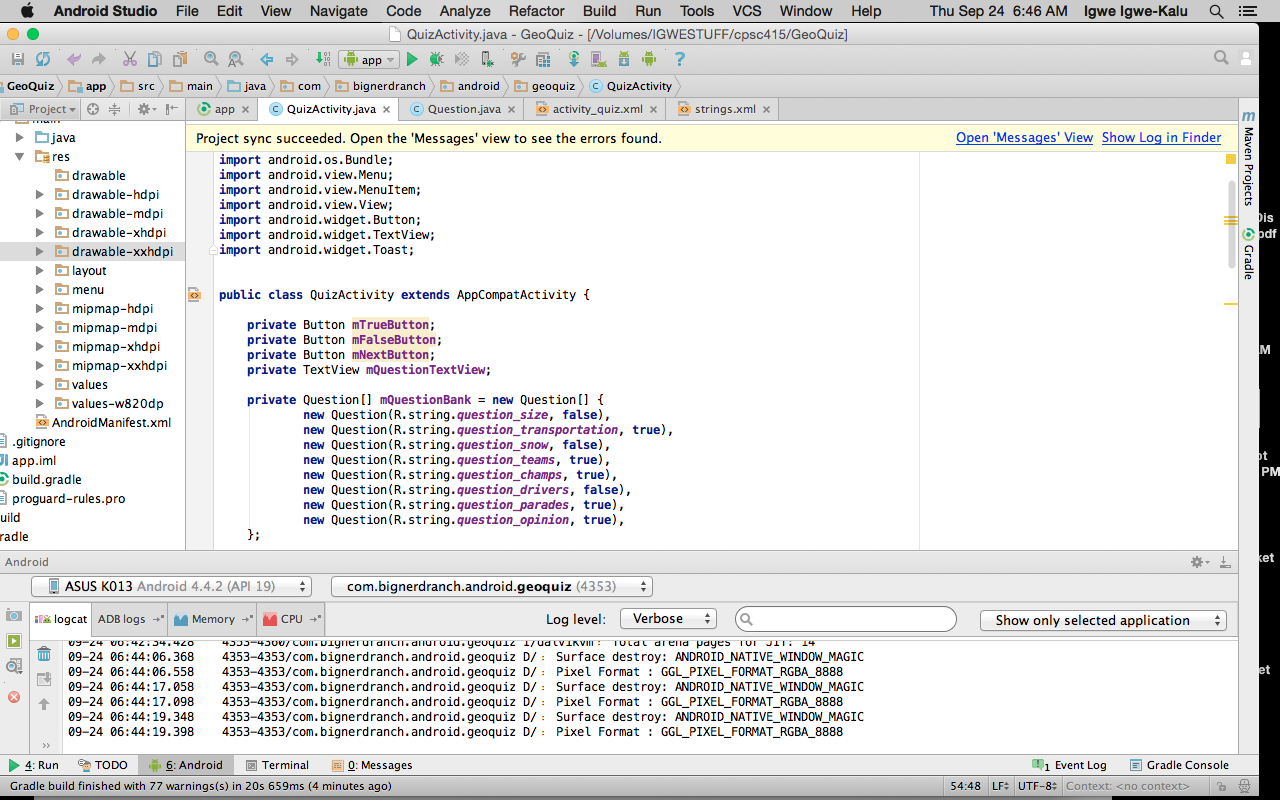 Android Studio File Edit View Navigate Code Analyze Refactor Build Run Tools VCS Window Help Thu Sep 24 6:46 AM Igwe Igwe-Kalu
QuizActivity.java - GeoQuiz - [/Volumes/IGWESTUFF/cpsc415/GeoQuiz]
app
GeoQuiz app src main java com bignerdranch android geoquiz QuizActivity
Project app QuizActivity.java Question.java activity_quiz.xml strings.xml
Project sync succeeded. Open the 'Messages' view to see the errors found. Open 'Messages' View Show Log in Finder
main
java
res
drawable
drawable-hdpi
drawable-mdpi
drawable-xhdpi
drawable-xxhdpi
layout
menu
mipmap-hdpi
mipmap-mdpi
mipmap-xhdpi
mipmap-xxhdpi
values
values-w820dp
AndroidManifest.xml
.gitignore
app.iml
build.gradle
proguard-rules.pro
uild
radle
import android.os.Bundle;
import android.view.Menu;
import android.view.MenuItem;
import android.view.View;
import android.widget.Button;
import android.widget.TextView;
import android.widget.Toast;
public class QuizActivity extends AppCompatActivity {
private Button mTrueButton;
private Button mFalseButton;
private Button mNextButton;
private TextView mQuestionTextView;
private Question[] mQuestionBank = new Question[] {
new Question(R.string.question_size, false),
new Question(R.string.question_transportation, true),
new Question(R.string.question_snow, false),
new Question(R.string.question_teams, true),
new Question(R.string.question_champs, true),
new Question(R.string.question_drivers, false),
new Question(R.string.question_parades, true),
new Question(R.string.question_opinion, true),
};
Maven Projects
Gradle
Dis
pdf
AM
ot
PM
ket
et
Android
ASUS K013 Android 4.4.2 (API 19) com.bignerdranch.android.geoquiz (4353)
logcat ADB logs Memory CPU Log level: Verbose Show only selected application
09-24 06:42:54.428 4353-4360/com.bignerdranch.android.geoquiz I/dalvikvm: Total arena pages for JIT: 14
09-24 06:44:06.368 4353-4353/com.bignerdranch.android.geoquiz D/: Surface destroy: ANDROID_NATIVE_WINDOW_MAGIC
09-24 06:44:06.558 4353-4353/com.bignerdranch.android.geoquiz D/: Pixel Format : GGL_PIXEL_FORMAT_RGBA_8888
09-24 06:44:17.058 4353-4353/com.bignerdranch.android.geoquiz D/: Surface destroy: ANDROID_NATIVE_WINDOW_MAGIC
09-24 06:44:17.098 4353-4353/com.bignerdranch.android.geoquiz D/: Pixel Format : GGL_PIXEL_FORMAT_RGBA_8888
09-24 06:44:19.348 4353-4353/com.bignerdranch.android.geoquiz D/: Surface destroy: ANDROID_NATIVE_WINDOW_MAGIC
09-24 06:44:19.398 4353-4353/com.bignerdranch.android.geoquiz D/: Pixel Format : GGL_PIXEL_FORMAT_RGBA_8888
4: Run TODO 6: Android Terminal 0: Messages 1 Event Log Gradle Console
Gradle build finished with 77 warnings(s) in 20s 659ms (4 minutes ago) 54:48 LF UTF-8 Context: <no context>